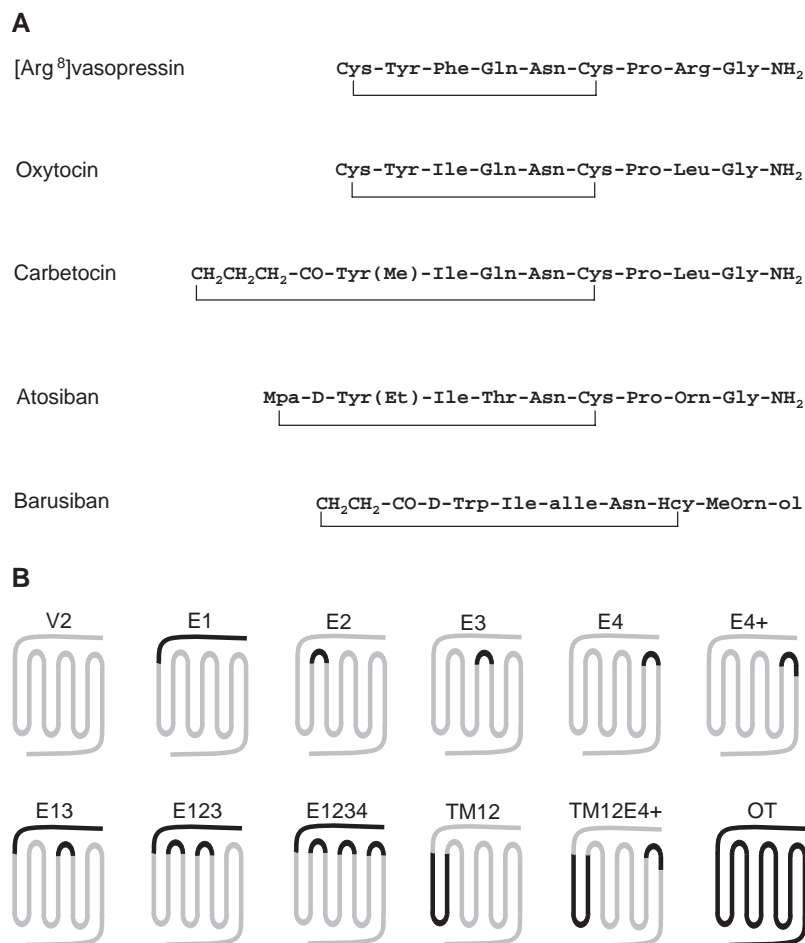 A
[Arg⁸]vasopressin Cys-Tyr-Phe-Gln-Asn-Cys-Pro-Arg-Gly-NH₂
Oxytocin Cys-Tyr-Ile-Gln-Asn-Cys-Pro-Leu-Gly-NH₂
Carbetocin CH₂CH₂CH₂-CO-Tyr(Me)-Ile-Gln-Asn-Cys-Pro-Leu-Gly-NH₂
Atosiban Mpa-D-Tyr(Et)-Ile-Thr-Asn-Cys-Pro-Orn-Gly-NH₂
Barusiban CH₂CH₂-CO-D-Trp-Ile-alle-Asn-Hcy-MeOrn-ol
B
V2 E1 E2 E3 E4 E4+
E13 E123 E1234 TM12 TM12E4+ OT